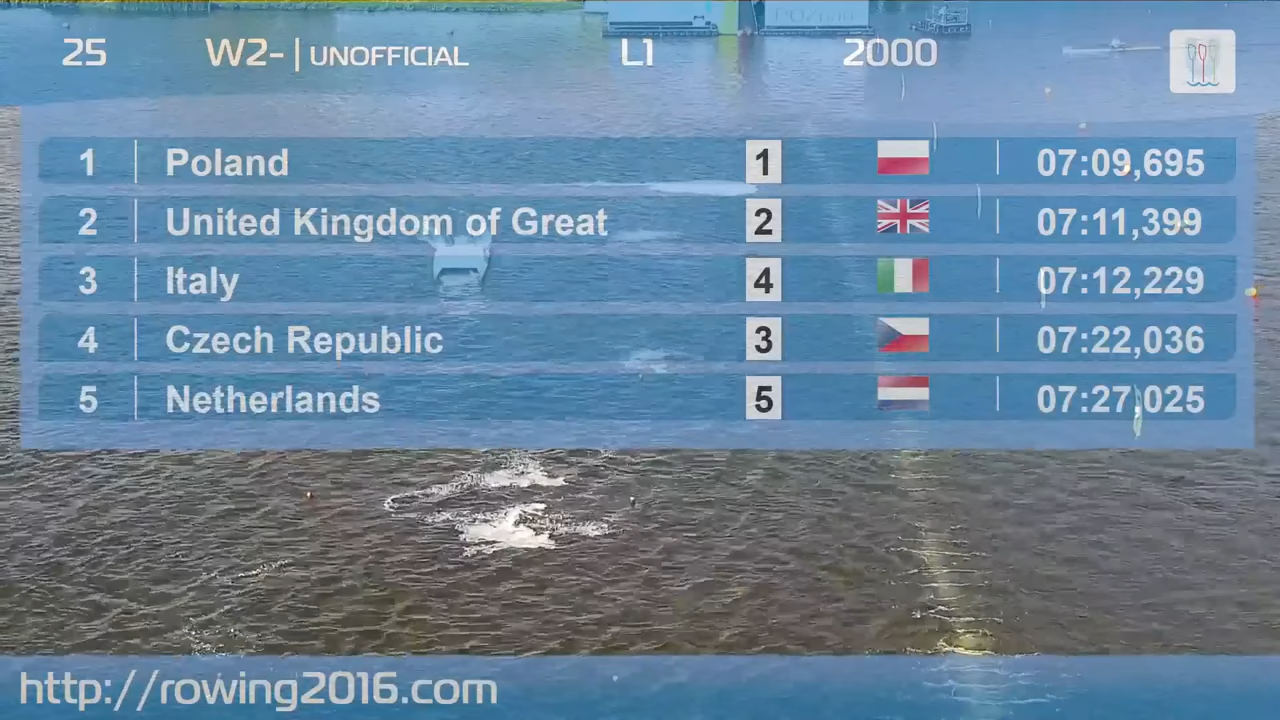 25 W2- | UNOFFICIAL L1 2000
1 Poland 1 07:09,695
2 United Kingdom of Great 2 07:11,399
3 Italy 4 07:12,229
4 Czech Republic 3 07:22,036
5 Netherlands 5 07:27,025
http://rowing2016.com